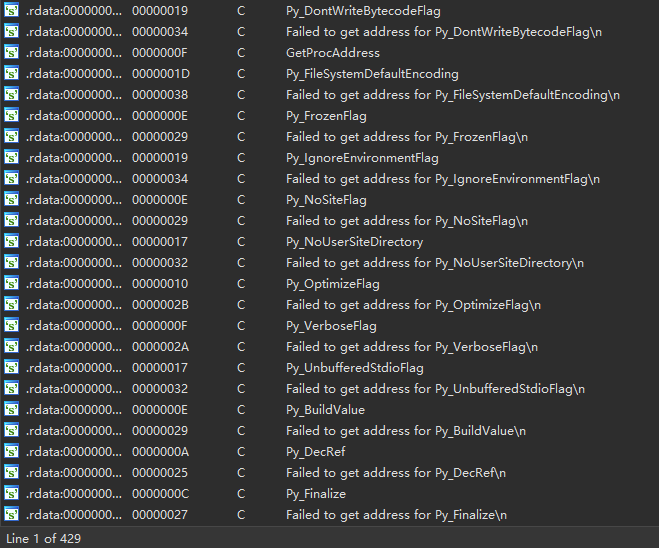 's' .rdata:0000000... 00000019 C Py_DontWriteBytecodeFlag
's' .rdata:0000000... 00000034 C Failed to get address for Py_DontWriteBytecodeFlag\n
's' .rdata:0000000... 0000000F C GetProcAddress
's' .rdata:0000000... 0000001D C Py_FileSystemDefaultEncoding
's' .rdata:0000000... 00000038 C Failed to get address for Py_FileSystemDefaultEncoding\n
's' .rdata:0000000... 0000000E C Py_FrozenFlag
's' .rdata:0000000... 00000029 C Failed to get address for Py_FrozenFlag\n
's' .rdata:0000000... 00000019 C Py_IgnoreEnvironmentFlag
's' .rdata:0000000... 00000034 C Failed to get address for Py_IgnoreEnvironmentFlag\n
's' .rdata:0000000... 0000000E C Py_NoSiteFlag
's' .rdata:0000000... 00000029 C Failed to get address for Py_NoSiteFlag\n
's' .rdata:0000000... 00000017 C Py_NoUserSiteDirectory
's' .rdata:0000000... 00000032 C Failed to get address for Py_NoUserSiteDirectory\n
's' .rdata:0000000... 00000010 C Py_OptimizeFlag
's' .rdata:0000000... 0000002B C Failed to get address for Py_OptimizeFlag\n
's' .rdata:0000000... 0000000F C Py_VerboseFlag
's' .rdata:0000000... 0000002A C Failed to get address for Py_VerboseFlag\n
's' .rdata:0000000... 00000017 C Py_UnbufferedStdioFlag
's' .rdata:0000000... 00000032 C Failed to get address for Py_UnbufferedStdioFlag\n
's' .rdata:0000000... 0000000E C Py_BuildValue
's' .rdata:0000000... 00000029 C Failed to get address for Py_BuildValue\n
's' .rdata:0000000... 0000000A C Py_DecRef
's' .rdata:0000000... 00000025 C Failed to get address for Py_DecRef\n
's' .rdata:0000000... 0000000C C Py_Finalize
's' .rdata:0000000... 00000027 C Failed to get address for Py_Finalize\n
Line 1 of 429